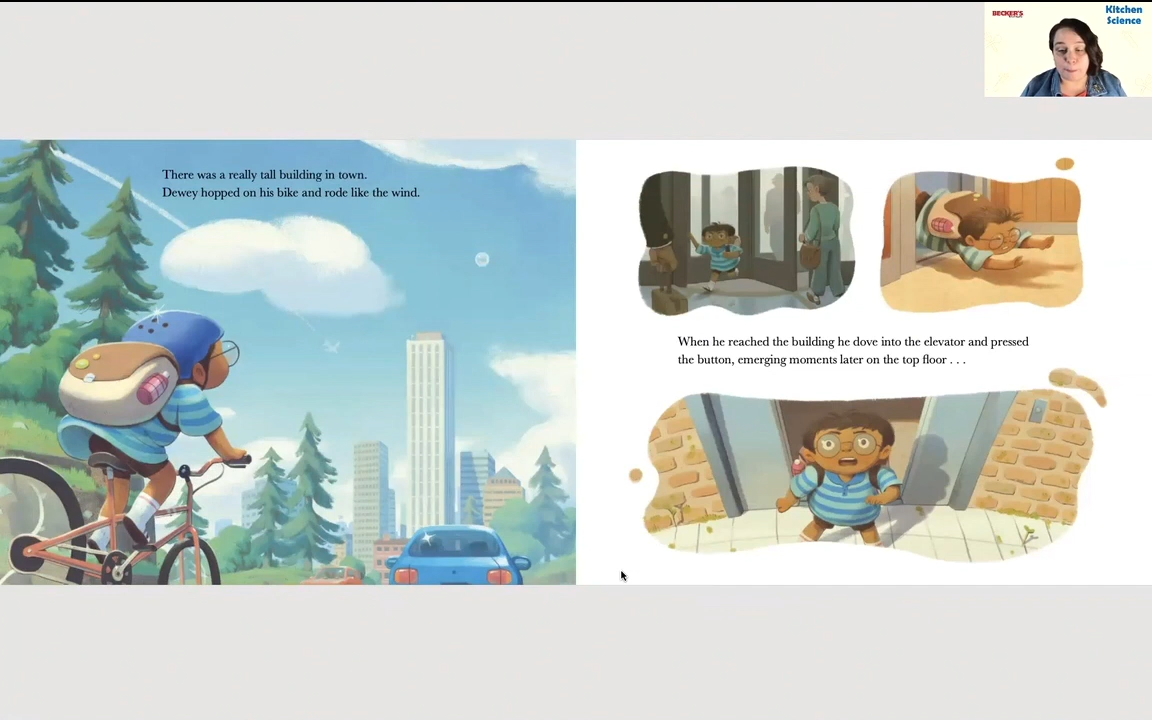 BECKER'S
Kitchen
Science
There was a really tall building in town.
Dewey hopped on his bike and rode like the wind.
When he reached the building he dove into the elevator and pressed
the button, emerging moments later on the top floor . . .